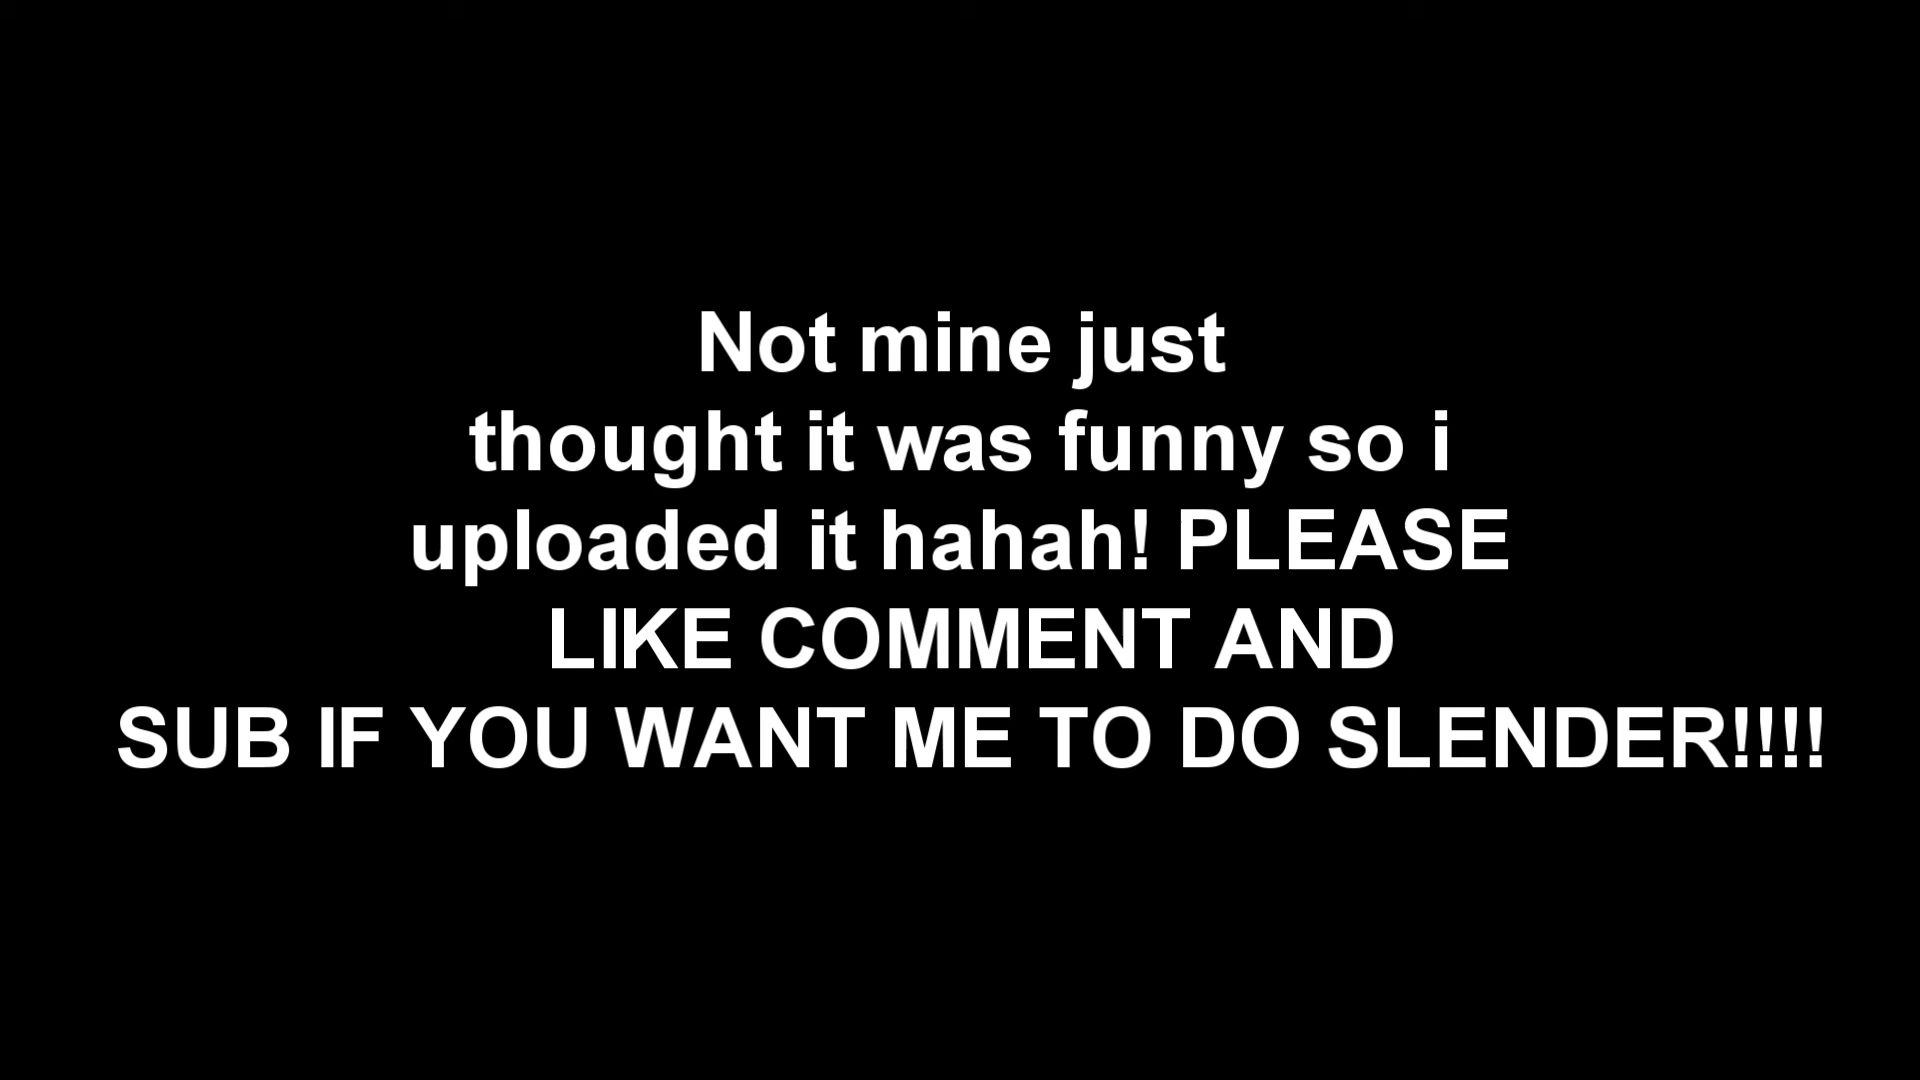 Not mine just
thought it was funny so i
uploaded it hahah! PLEASE
LIKE COMMENT AND
SUB IF YOU WANT ME TO DO SLENDER!!!!